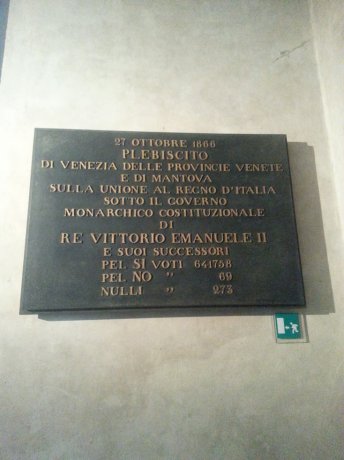 27 OTTOBRE 1866
PLEBISCITO
DI VENEZIA DELLE PROVINCIE VENETE
E DI MANTOVA
SULLA UNIONE AL REGNO D'ITALIA
SOTTO IL GOVERNO
MONARCHICO COSTITUZIONALE
DI
RE VITTORIO EMANUELE II
E SUOI SUCCESSORI
PEL SI VOTI 641758
PEL NO " 69
NULLI " 273